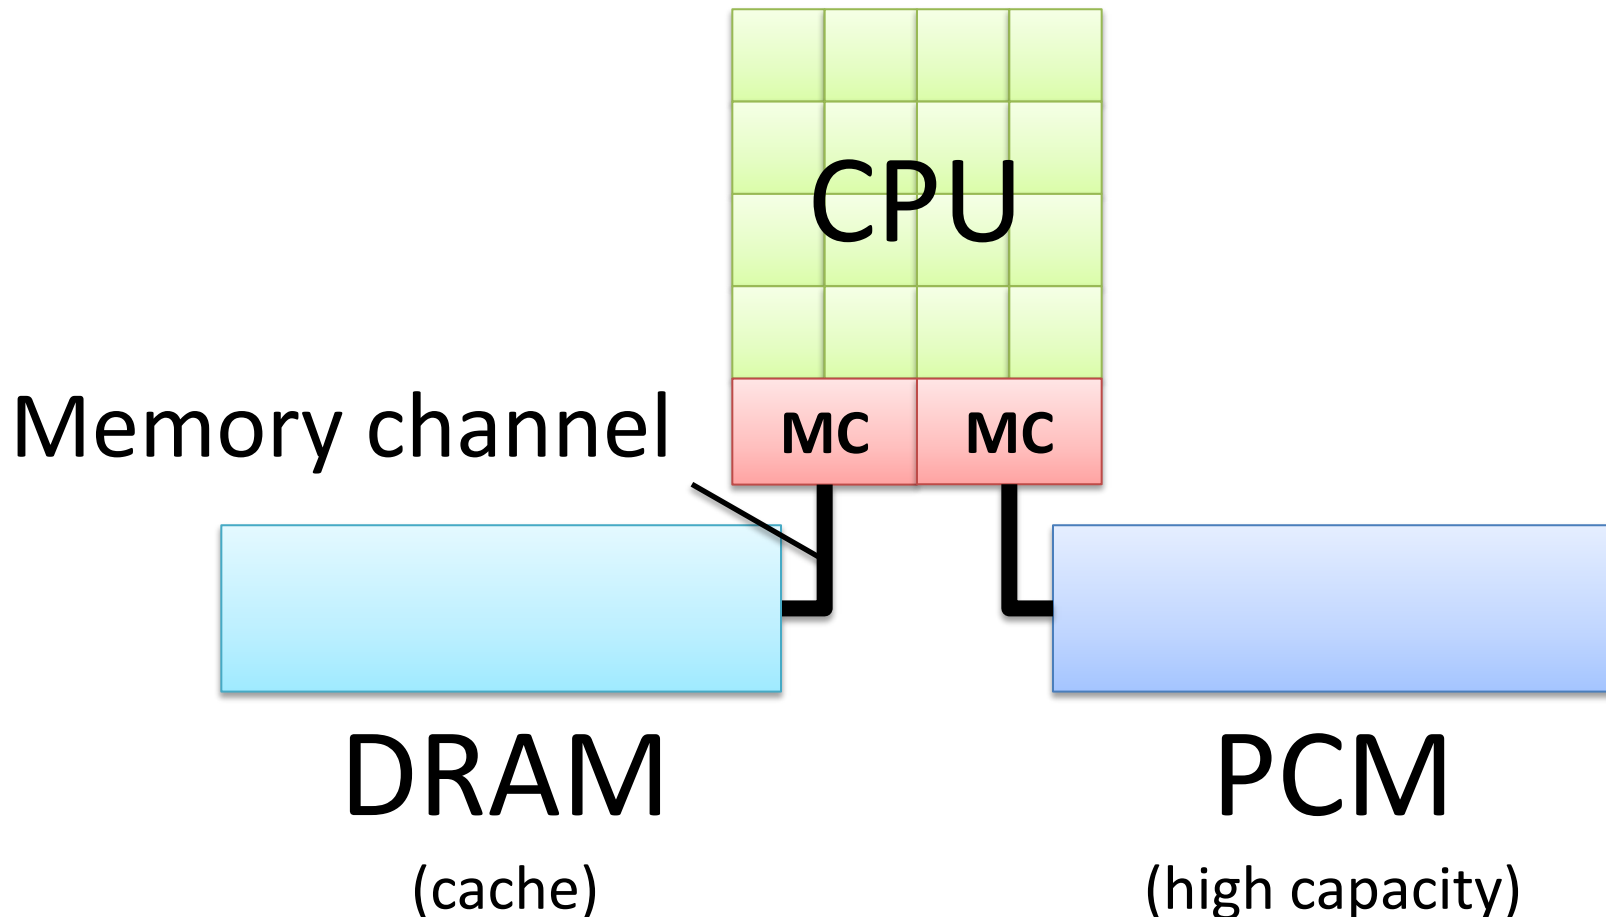 CPU
Memory channel
MC MC
DRAM
PCM
(cache)
(high capacity)